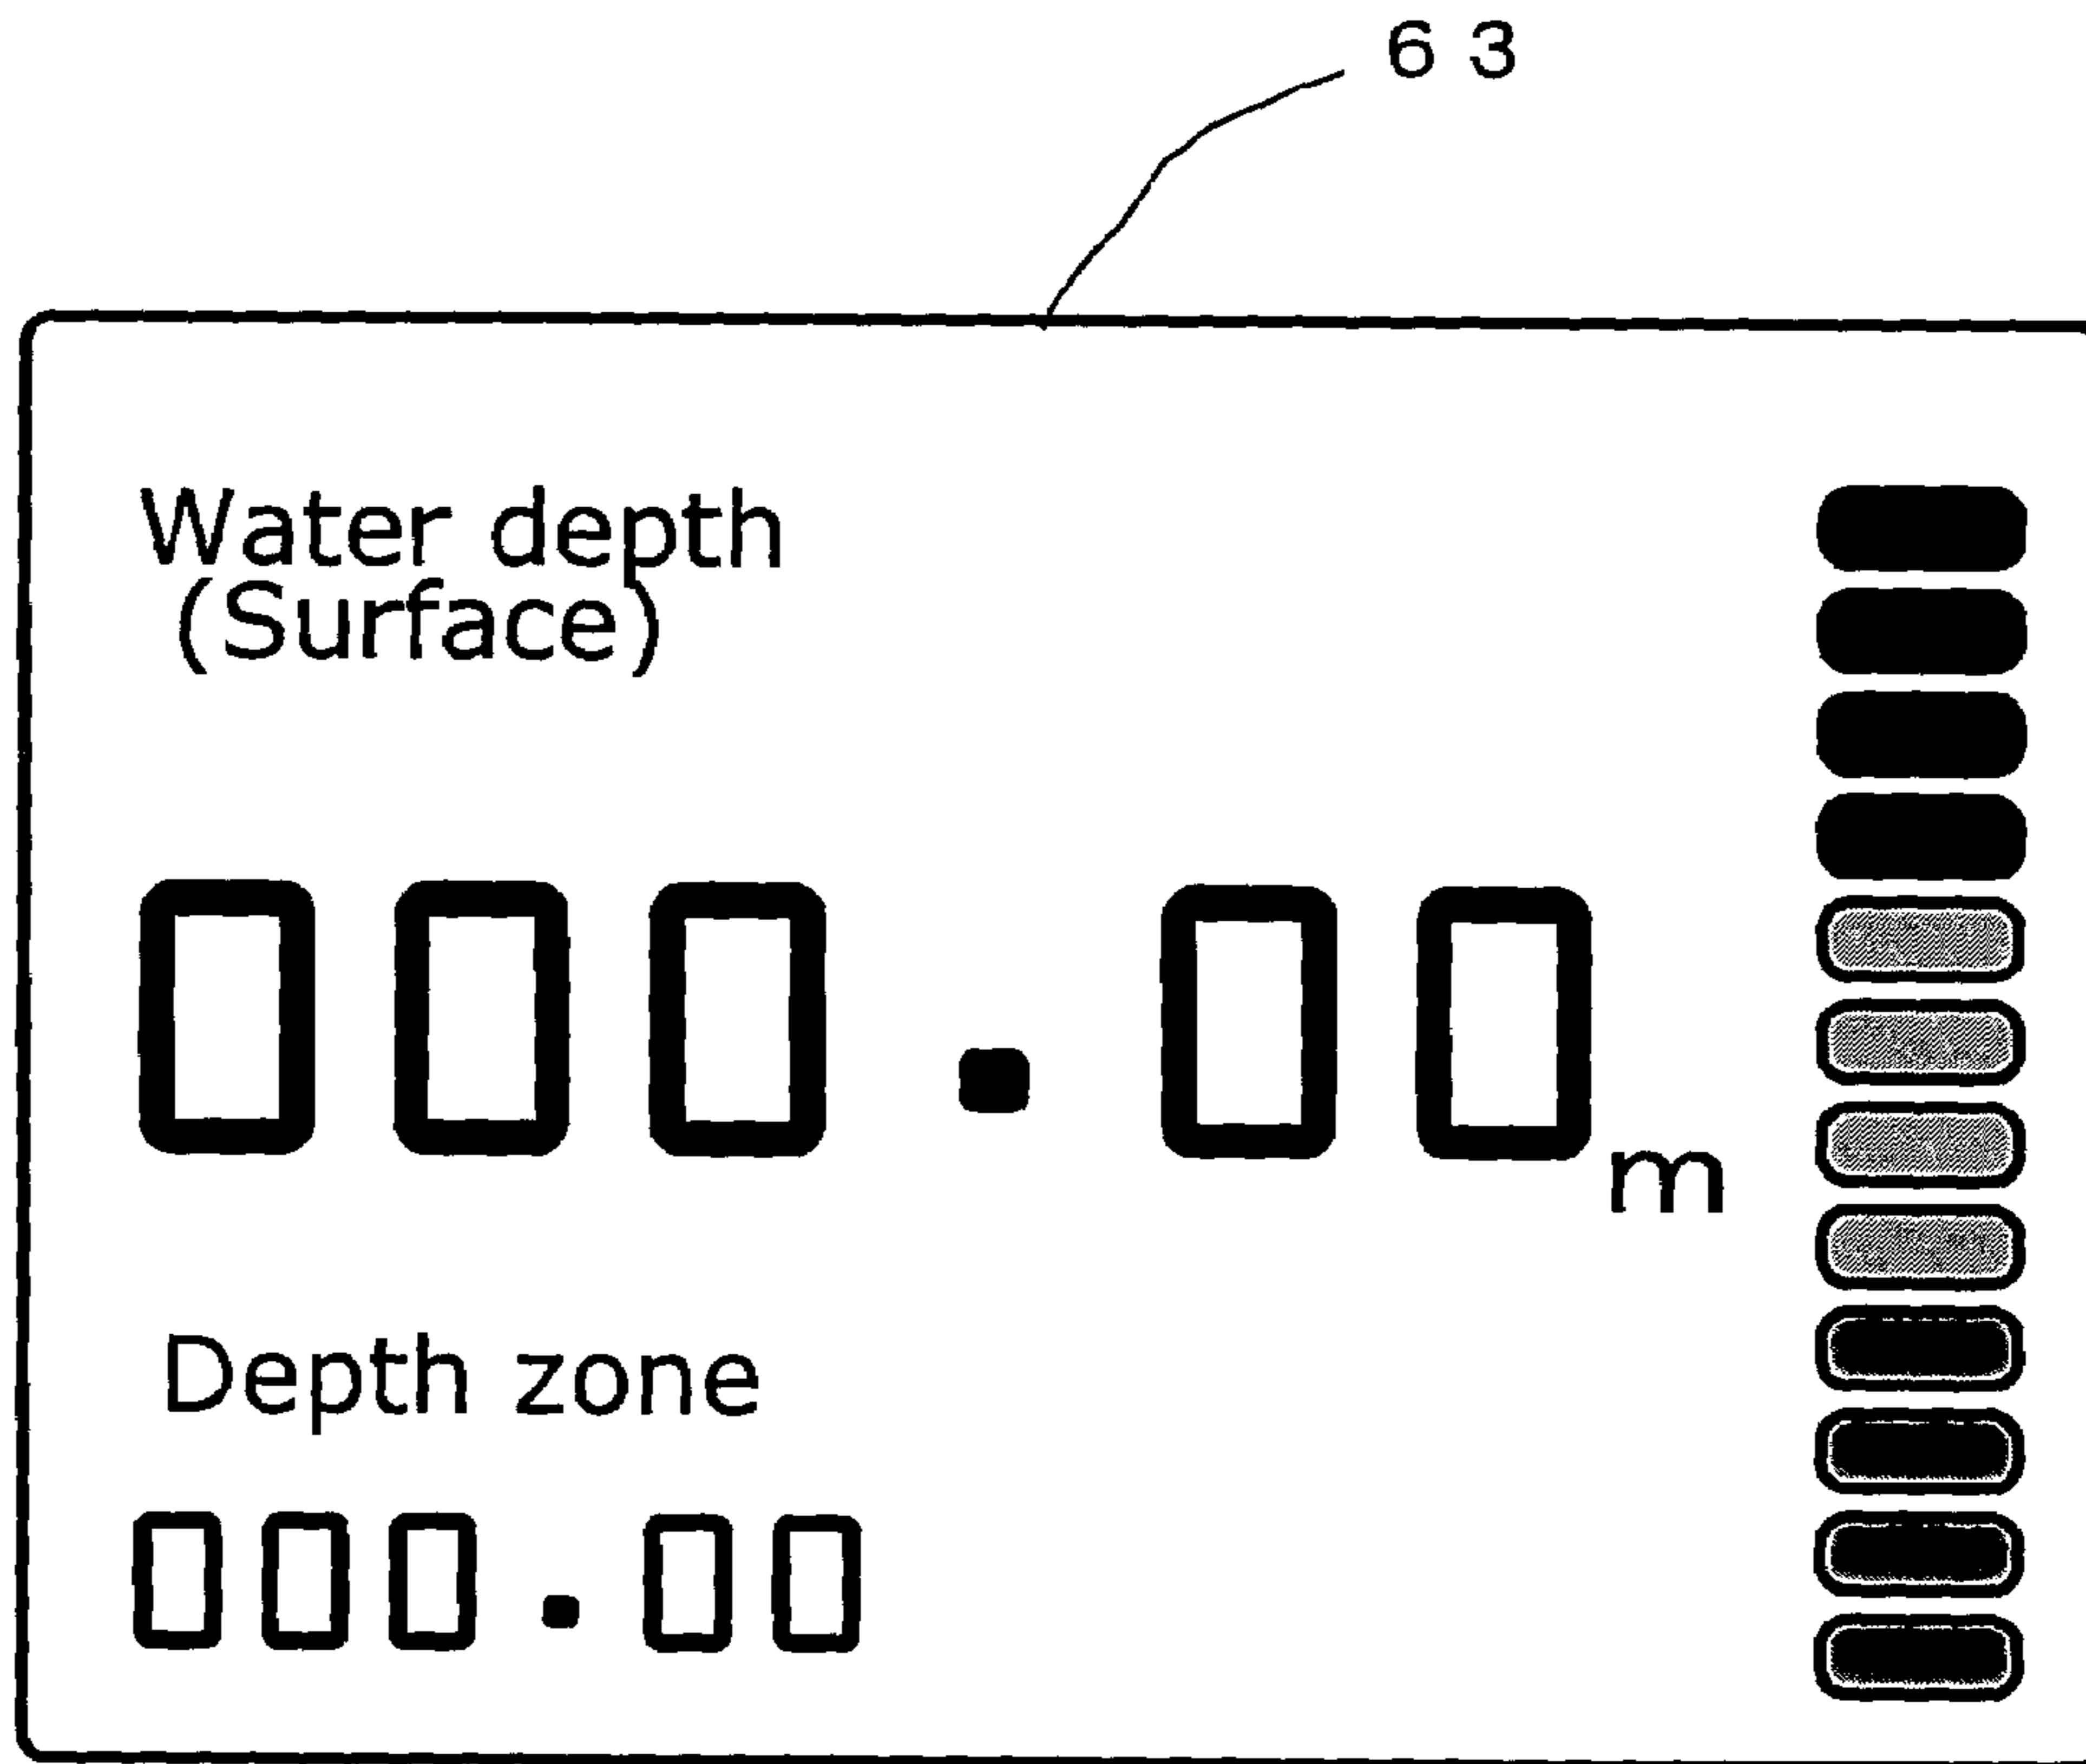 63
Water depth
(Surface)
000.00 m
Depth zone
000.00